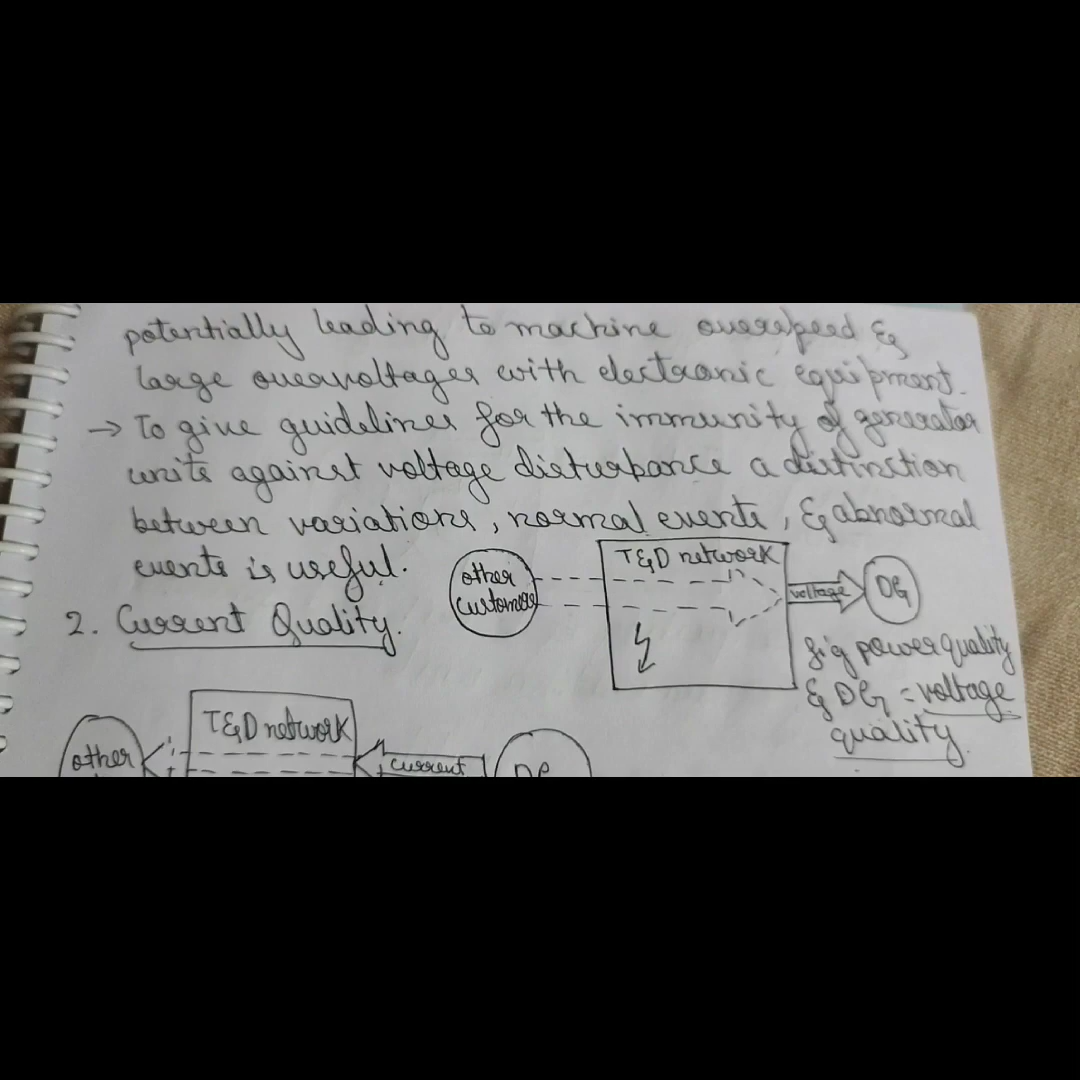 potentially leading to machine overspeed &
large overvoltages with electronic equipment.
→ To give guidelines for the immunity of generator
units against voltage disturbance a distinction
between variations, normal events, & abnormal
events is useful.
other
customers
T&D network
voltage
DG
fig power quality
& DG = voltage
quality.
2. Current Quality.
T&D network
other
current